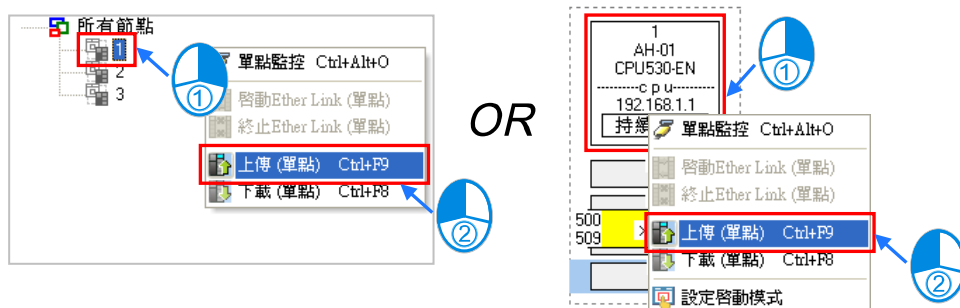 所有節點
1
2
3
①
單點監控 Ctrl+Alt+O
啓動Ether Link (單點)
終止Ether Link (單點)
上傳 (單點) Ctrl+F9
下載 (單點) Ctrl+F8
②
OR
1
AH-01
CPU530-EN
--------c p u--------
192.168.1.1
持續
①
單點監控 Ctrl+Alt+O
啓動Ether Link (單點)
終止Ether Link (單點)
500
509
上傳 (單點) Ctrl+F9
下載 (單點) Ctrl+F8
設定啓動模式
②